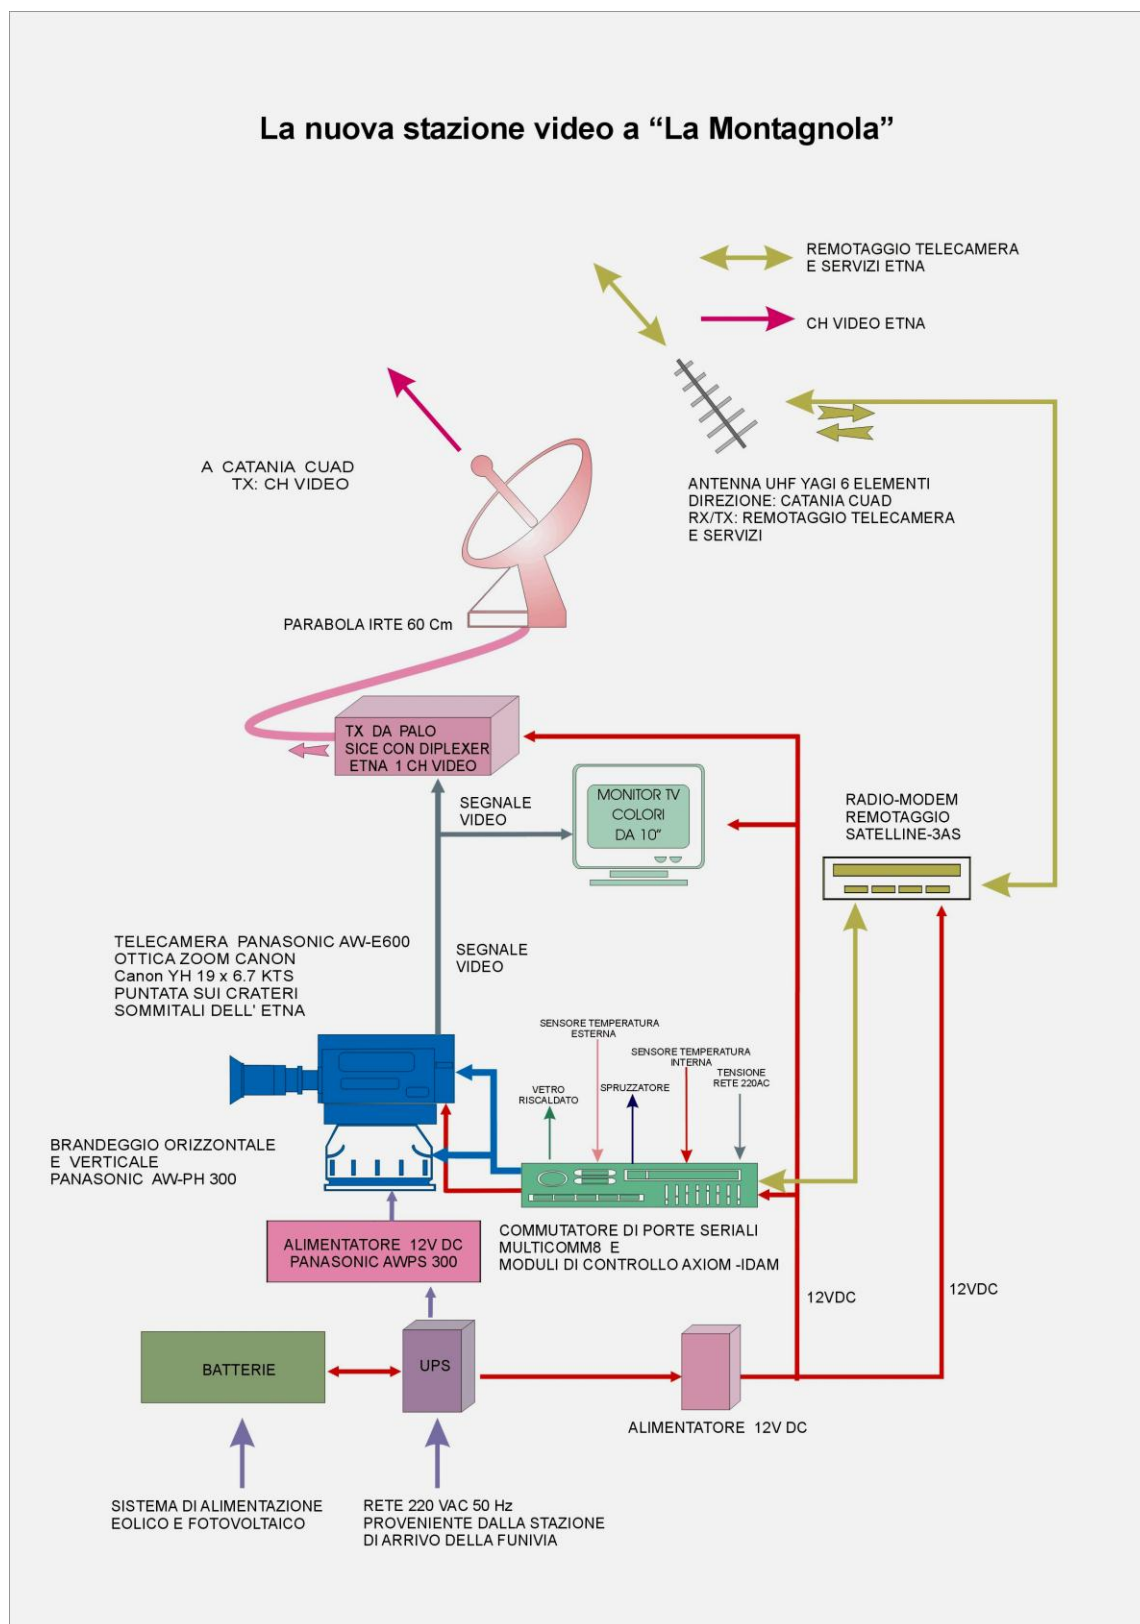 La nuova stazione video a “La Montagnola”
REMOTAGGIO TELECAMERA
E SERVIZI ETNA
CH VIDEO ETNA
A CATANIA CUAD
TX: CH VIDEO
ANTENNA UHF YAGI 6 ELEMENTI
DIREZIONE: CATANIA CUAD
RX/TX: REMOTAGGIO TELECAMERA
E SERVIZI
PARABOLA IRTE 60 Cm
TX DA PALO
SICE CON DIPLEXER
ETNA 1 CH VIDEO
SEGNALE
VIDEO
MONITOR TV
COLORI
DA 10"
RADIO-MODEM
REMOTAGGIO
SATELLINE-3AS
TELECAMERA PANASONIC AW-E600
OTTICA ZOOM CANON
Canon YH 19 x 6.7 KTS
PUNTATA SUI CRATERI
SOMMITALI DELL' ETNA
SEGNALE
VIDEO
SENSORE TEMPERATURA
ESTERNA
SENSORE TEMPERATURA
INTERNA
TENSIONE
RETE 220AC
VETRO
RISCALDATO
SPRUZZATORE
BRANDEGGIO ORIZZONTALE
E VERTICALE
PANASONIC AW-PH 300
COMMUTATORE DI PORTE SERIALI
MULTICOMM8 E
MODULI DI CONTROLLO AXIOM -IDAM
ALIMENTATORE 12V DC
PANASONIC AWPS 300
12VDC
12VDC
BATTERIE
UPS
ALIMENTATORE 12V DC
SISTEMA DI ALIMENTAZIONE
EOLICO E FOTOVOLTAICO
RETE 220 VAC 50 Hz
PROVENIENTE DALLA STAZIONE
DI ARRIVO DELLA FUNIVIA